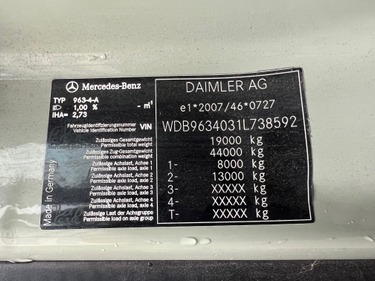 Mercedes-Benz
DAIMLER AG
TYP 963-4-A
1,00 % - m²
IHA= 2,73
e1*2007/46*0727
Fahrzeugidentifizierungsnummer
Vehicle Identification Number VIN WDB9634031L738592
Zulässiges Gesamtgewicht
Permissible total weight 19000 kg
Zulässiges Zug-Gesamtgewicht
Permissible combination weight 44000 kg
Zulässige Achslast, Achse 1
Permissible axle load, axle 1 1- 8000 kg
Zulässige Achslast, Achse 2
Permissible axle load, axle 2 2- 13000 kg
Zulässige Achslast, Achse 3
Permissible axle load, axle 3 3- XXXXX kg
Zulässige Achslast, Achse 4
Permissible axle load, axle 4 4- XXXXX kg
Zulässige Last der Achsgruppe
Permissible load on axle group T- XXXXX kg
Made in Germany